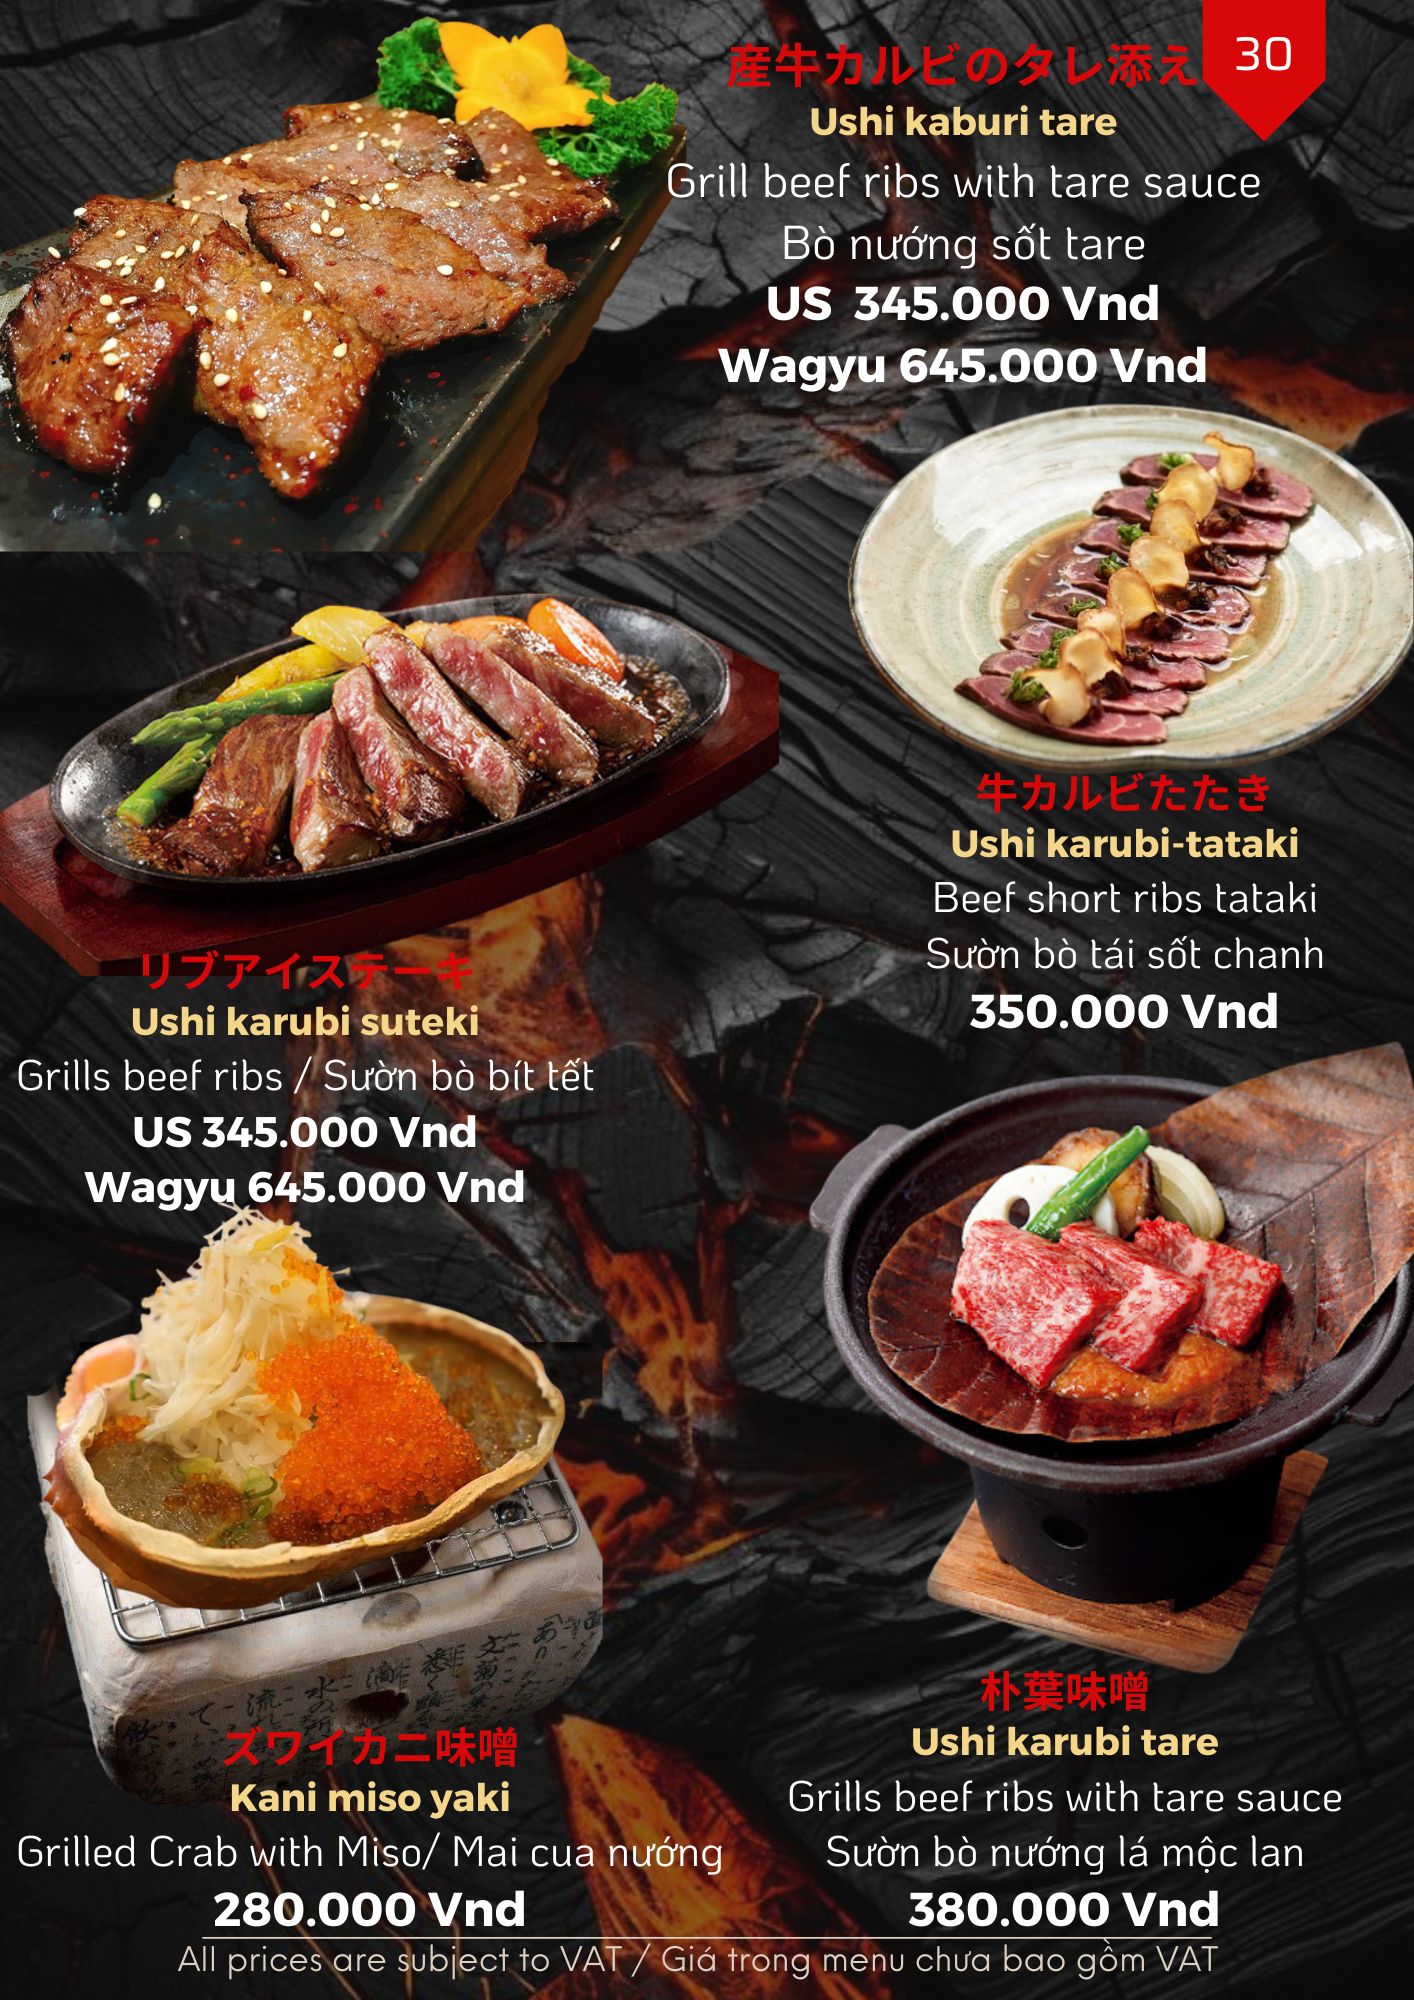 30
産牛カルビのタレ添え
Ushi kaburi tare
Grill beef ribs with tare sauce
Bò nướng sốt tare
US 345.000 Vnd
Wagyu 645.000 Vnd
牛カルビたたき
Ushi karubi-tataki
Beef short ribs tataki
Sườn bò tái sốt chanh
350.000 Vnd
リブアイステーキ
Ushi karubi suteki
Grills beef ribs / Sườn bò bít tết
US 345.000 Vnd
Wagyu 645.000 Vnd
ズワイカニ味噌
Kani miso yaki
Grilled Crab with Miso/ Mai cua nướng
280.000 Vnd
朴葉味噌
Ushi karubi tare
Grills beef ribs with tare sauce
Sườn bò nướng lá mộc lan
380.000 Vnd
All prices are subject to VAT / Giá trong menu chưa bao gồm VAT